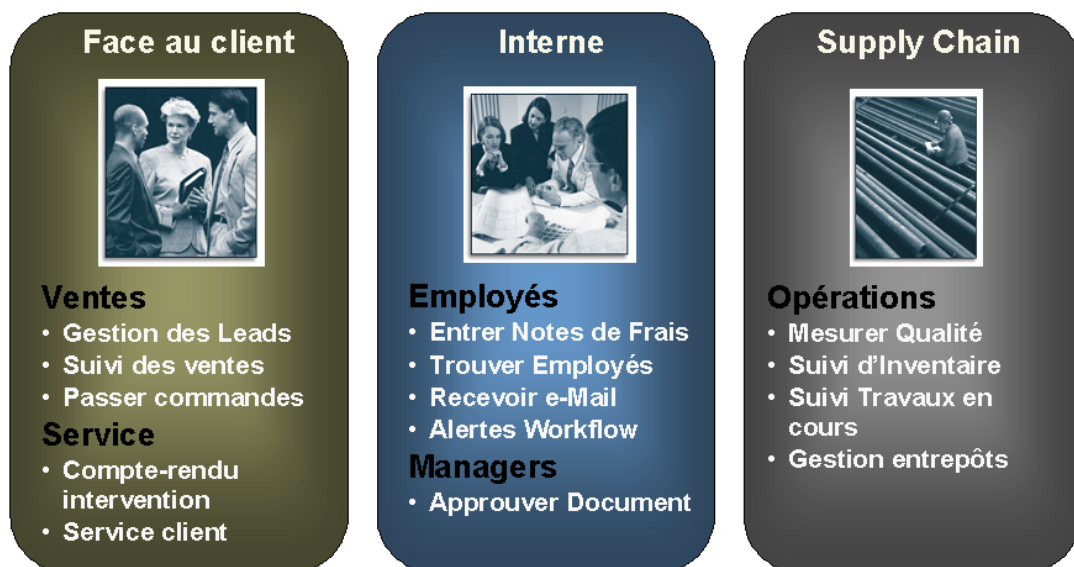 Face au client
Ventes
• Gestion des Leads
• Suivi des ventes
• Passer commandes
Service
• Compte-rendu
intervention
• Service client
Interne
Employés
• Entrer Notes de Frais
• Trouver Employés
• Recevoir e-Mail
• Alertes Workflow
Managers
• Approuver Document
Supply Chain
Opérations
• Mesurer Qualité
• Suivi d'Inventaire
• Suivi Travaux en
cours
• Gestion entrepôts